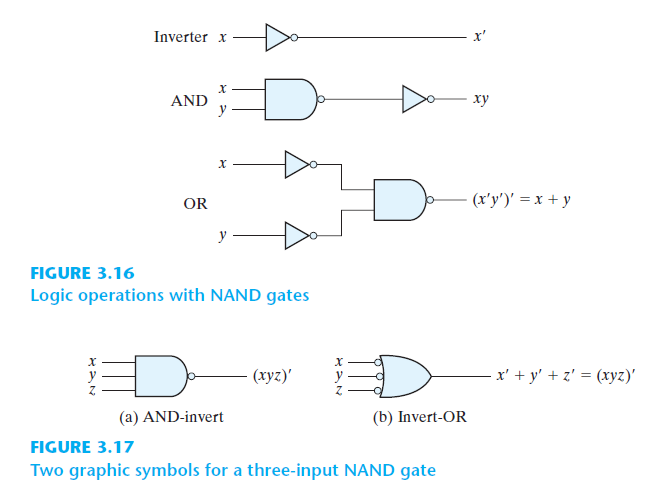 Inverter x x′
AND x y xy
x
OR (x′y′)′ = x + y
y
FIGURE 3.16
Logic operations with NAND gates
x y z (xyz)′ x y z x′ + y′ + z′ = (xyz)′
(a) AND-invert (b) Invert-OR
FIGURE 3.17
Two graphic symbols for a three-input NAND gate